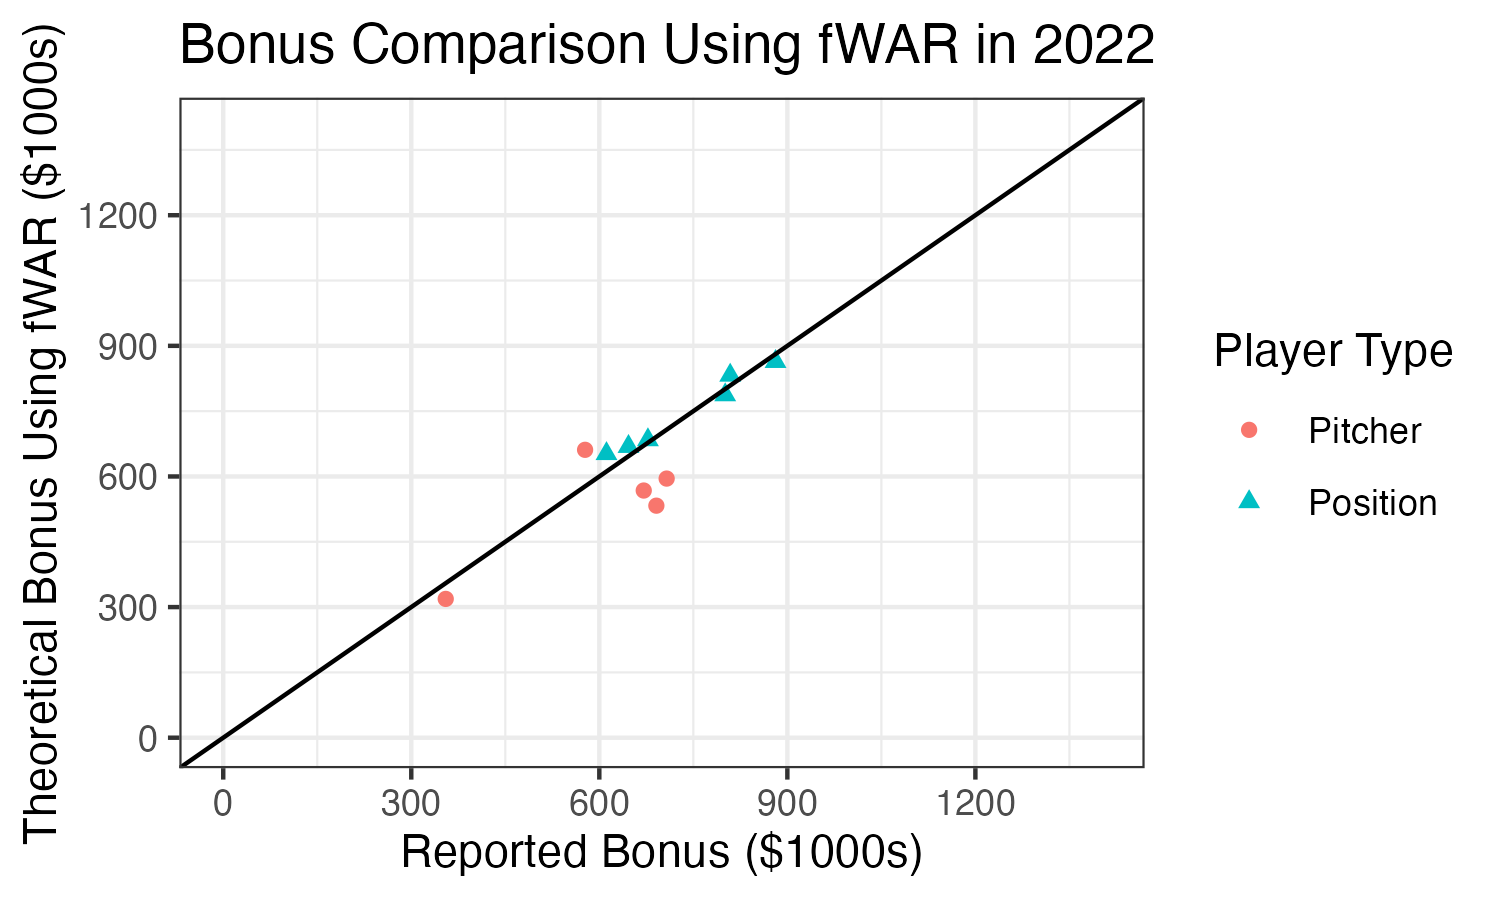 Bonus Comparison Using fWAR in 2022
Theoretical Bonus Using fWAR ($1000s)
1200
900
600
300
0
0 300 600 900 1200
Reported Bonus ($1000s)
Player Type
Pitcher
Position